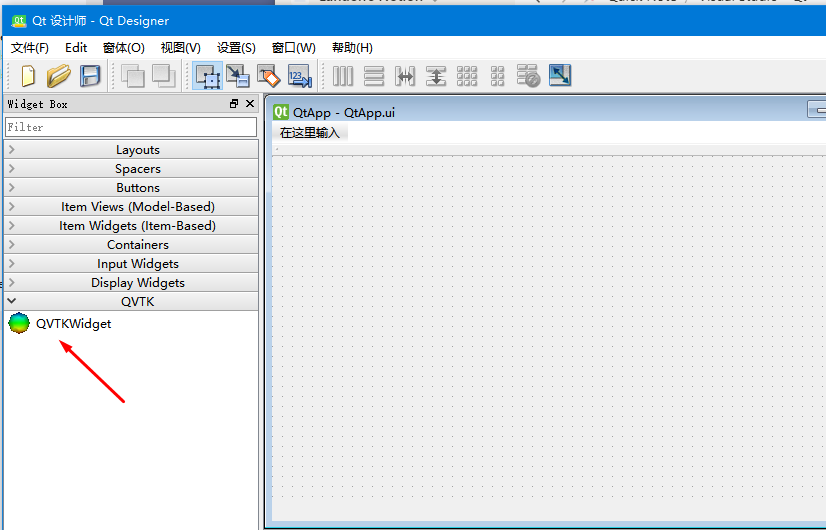 Qt 设计师 - Qt Designer
文件(F) Edit 窗体(O) 视图(V) 设置(S) 窗口(W) 帮助(H)
123
Widget Box
Filter
Layouts
Spacers
Buttons
Item Views (Model-Based)
Item Widgets (Item-Based)
Containers
Input Widgets
Display Widgets
QVTK
QVTKWidget
Qt QtApp - QtApp.ui
在这里输入